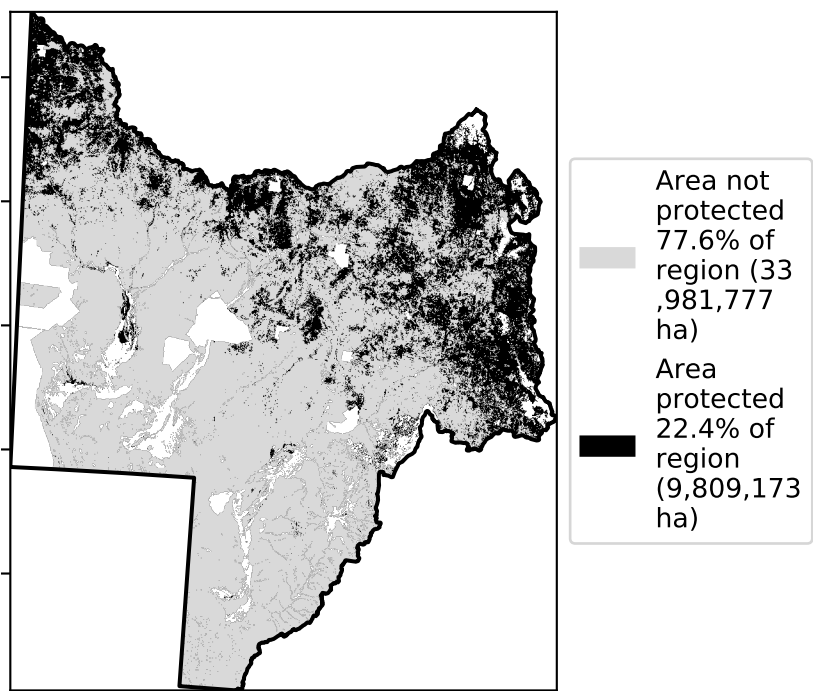 Area not
protected
77.6% of
region (33
,981,777
ha)
Area
protected
22.4% of
region
(9,809,173
ha)